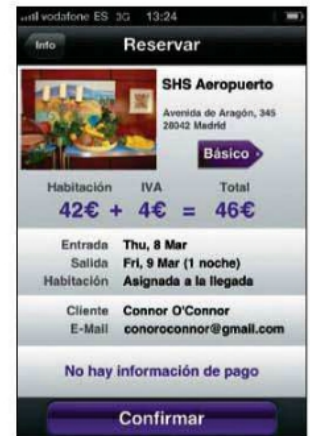 vodafone ES 3G 13:24
Info Reservar
SHS Aeropuerto
Avenida de Aragón, 345
28042 Madrid
Básico
Habitación IVA Total
42€ + 4€ = 46€
Entrada Thu, 8 Mar
Salida Fri, 9 Mar (1 noche)
Habitación Asignada a la llegada
Cliente Connor O'Connor
E-Mail conoroconnor@gmail.com
No hay información de pago
Confirmar